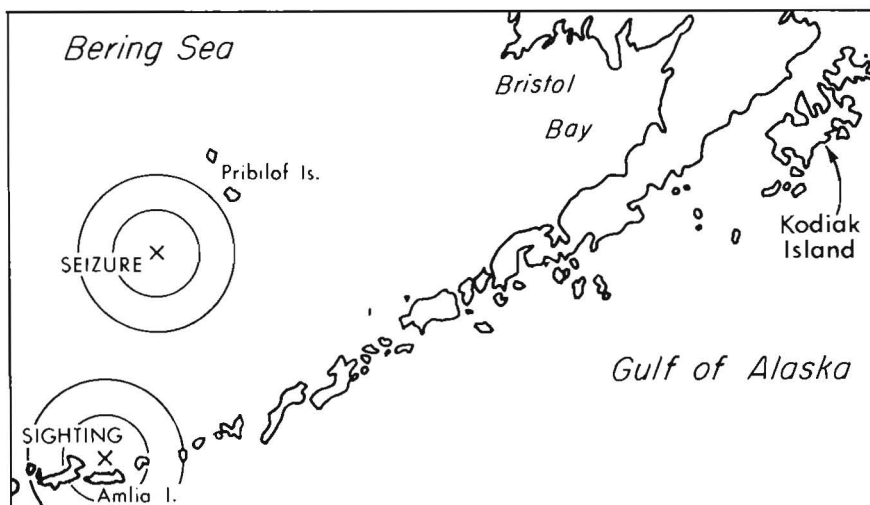 Bering Sea
Bristol
Bay
Pribilof Is.
Kodiak
Island
SEIZURE
Gulf of Alaska
SIGHTING
Amlia I.